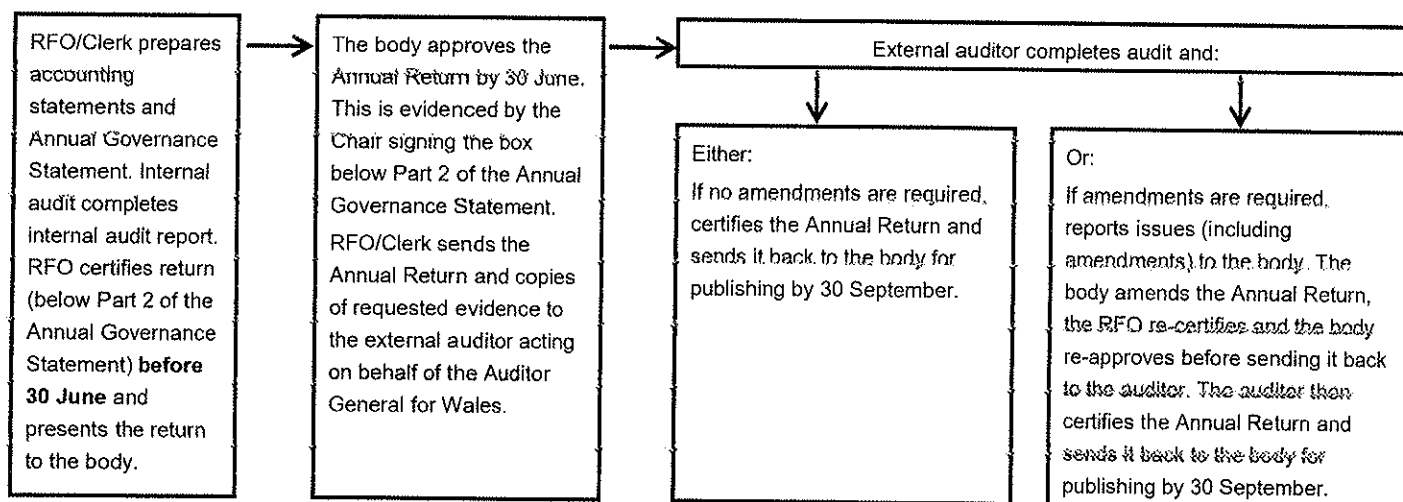 RFO/Clerk prepares
accounting
statements and
Annual Governance
Statement. Internal
audit completes
internal audit report.
RFO certifies return
(below Part 2 of the
Annual Governance
Statement) before
30 June and
presents the return
to the body.
The body approves the
Annual Return by 30 June.
This is evidenced by the
Chair signing the box
below Part 2 of the Annual
Governance Statement.
RFO/Clerk sends the
Annual Return and copies
of requested evidence to
the external auditor acting
on behalf of the Auditor
General for Wales.
External auditor completes audit and:
Either:
If no amendments are required,
certifies the Annual Return and
sends it back to the body for
publishing by 30 September.
Or:
If amendments are required,
reports issues (including
amendments) to the body. The
body amends the Annual Return,
the RFO re-certifies and the body
re-approves before sending it back
to the auditor. The auditor then
certifies the Annual Return and
sends it back to the body for
publishing by 30 September.